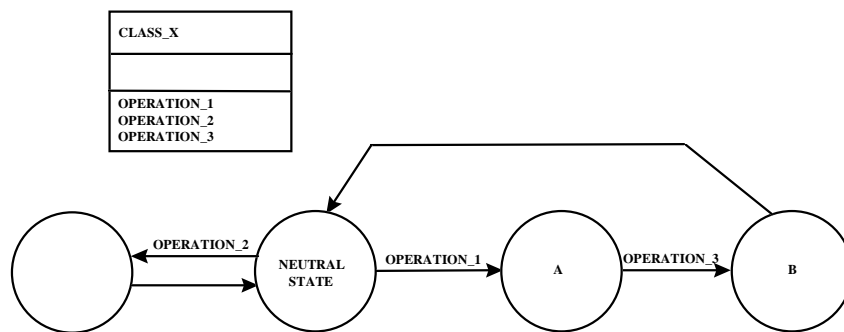 CLASS_X
OPERATION_1
OPERATION_2
OPERATION_3
OPERATION_2
NEUTRAL
STATE
OPERATION_1
A
OPERATION_3
B